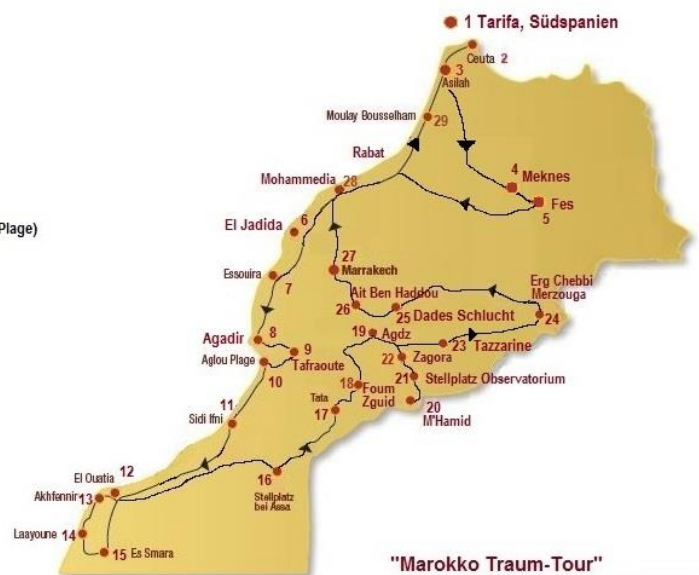 1 Tarifa, Südspanien
Ceuta 2
3
Asilah
Moulay Bousselham
29
Rabat
4
Meknes
Mohammedia 28
Fes
5
Plage)
El Jadida 6
27
Marrakech
Essouira
7
Erg Chebbi
Merzouga
Ait Ben Haddou
26
25 Dades Schlucht
24
Agadir 8
19 Agdz
23 Tazzarine
9
Tafraoute
22 Zagora
Aglou Plage
10
18 Foum
Zguid
21 Stellplatz Observatorium
Tata
17
20
M'Hamid
11
Sidi Ifni
El Ouatia 12
16
Stellplatz
bei Assa
Akhfennir 13
Laayoune 14
15 Es Smara
"Marokko Traum-Tour"